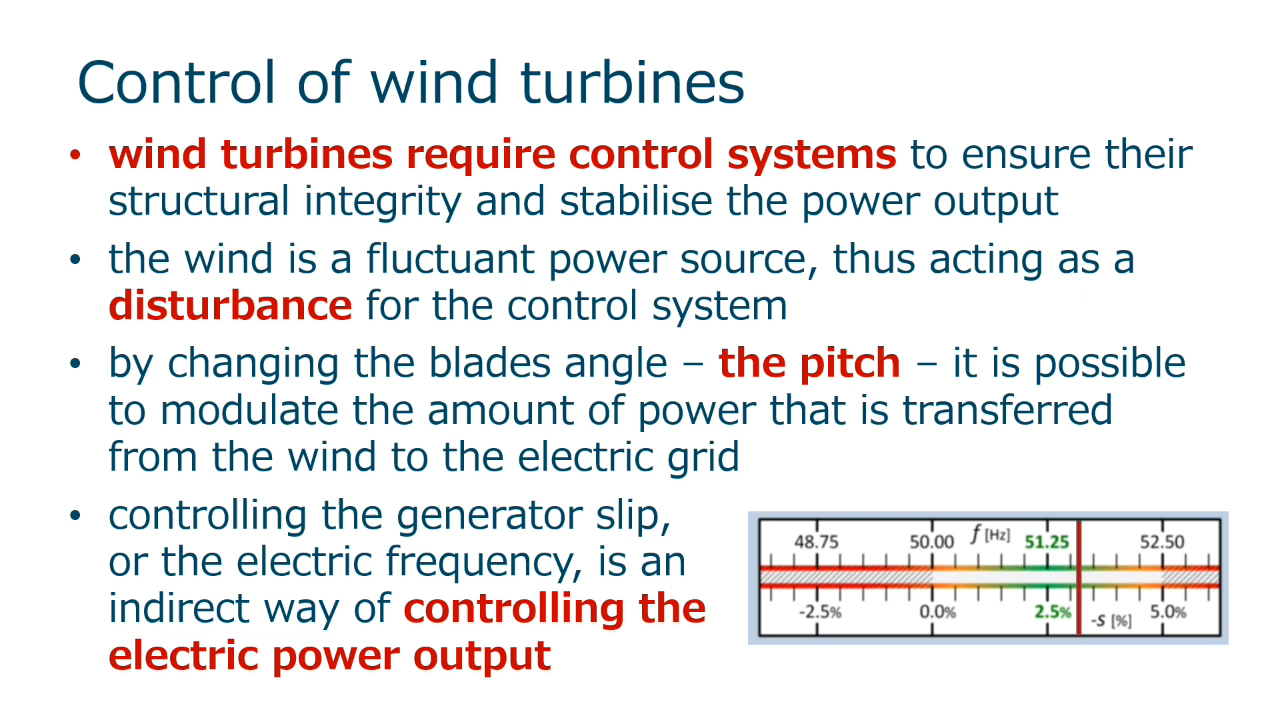 Control of wind turbines
• wind turbines require control systems to ensure their
structural integrity and stabilise the power output
• the wind is a fluctuant power source, thus acting as a
disturbance for the control system
• by changing the blades angle – the pitch – it is possible
to modulate the amount of power that is transferred
from the wind to the electric grid
• controlling the generator slip,
or the electric frequency, is an
indirect way of controlling the
electric power output
48.75 50.00 f [Hz] 51.25 52.50
-2.5% 0.0% 2.5% -s [%] 5.0%